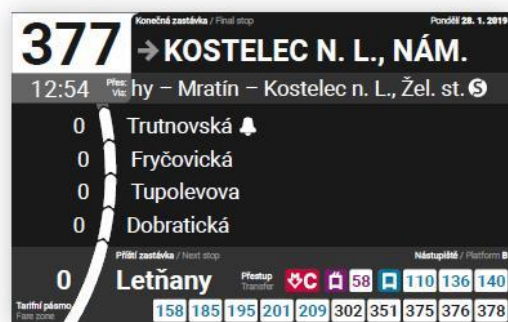 377
Konečná zastávka / Final stop
Pondělí 28. 1. 2019
KOSTELEC N. L., NÁM.
12:54 Přes: Via: hy – Mratín – Kostelec n. L., Žel. st. S
0 Trutnovská
0 Fryčovická
0 Tupolevova
0 Dobratická
Příští zastávka / Next stop
Nástupiště / Platform B
0 Letňany Přestup Transfer C 58 110 136 140
Tarifní pásmo Fare zone 158 185 195 201 209 302 351 375 376 378